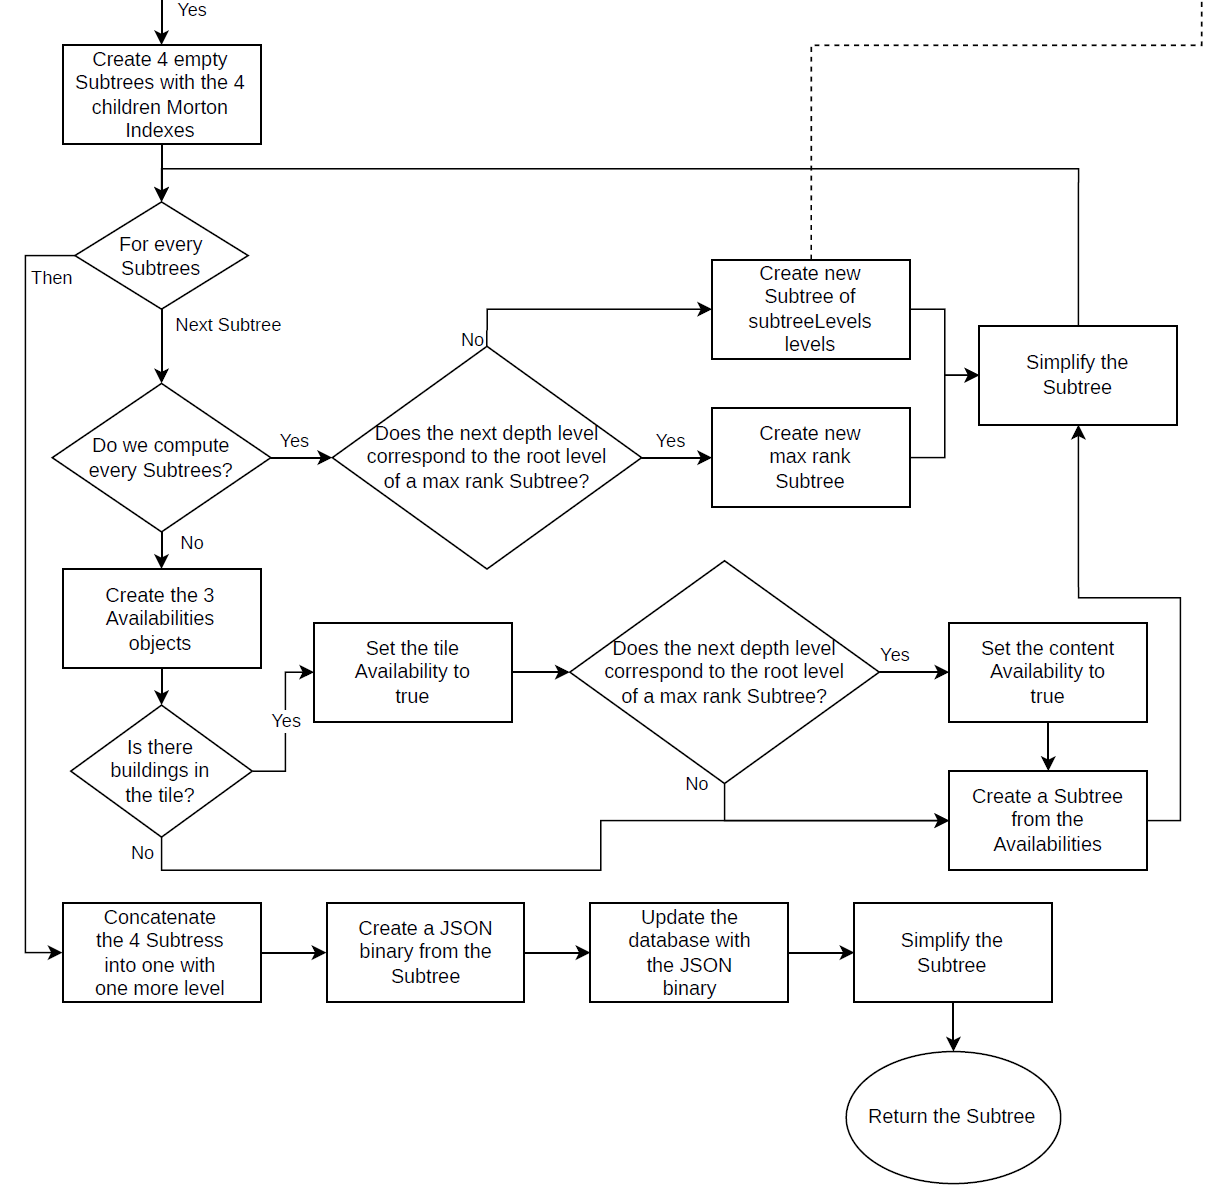 Yes
Create 4 empty
Subtrees with the 4
children Morton
Indexes
For every
Subtrees
Then
Next Subtree
Do we compute
every Subtrees?
Yes
No
Does the next depth level
correspond to the root level
of a max rank Subtree?
No
Yes
Create new
Subtree of
subtreeLevels
levels
Create new
max rank
Subtree
Simplify the
Subtree
Create the 3
Availabilities
objects
Is there
buildings in
the tile?
Yes
No
Set the tile
Availability to
true
Does the next depth level
correspond to the root level
of a max rank Subtree?
Yes
No
Set the content
Availability to
true
Create a Subtree
from the
Availabilities
Concatenate
the 4 Subtress
into one with
one more level
Create a JSON
binary from the
Subtree
Update the
database with
the JSON
binary
Simplify the
Subtree
Return the Subtree